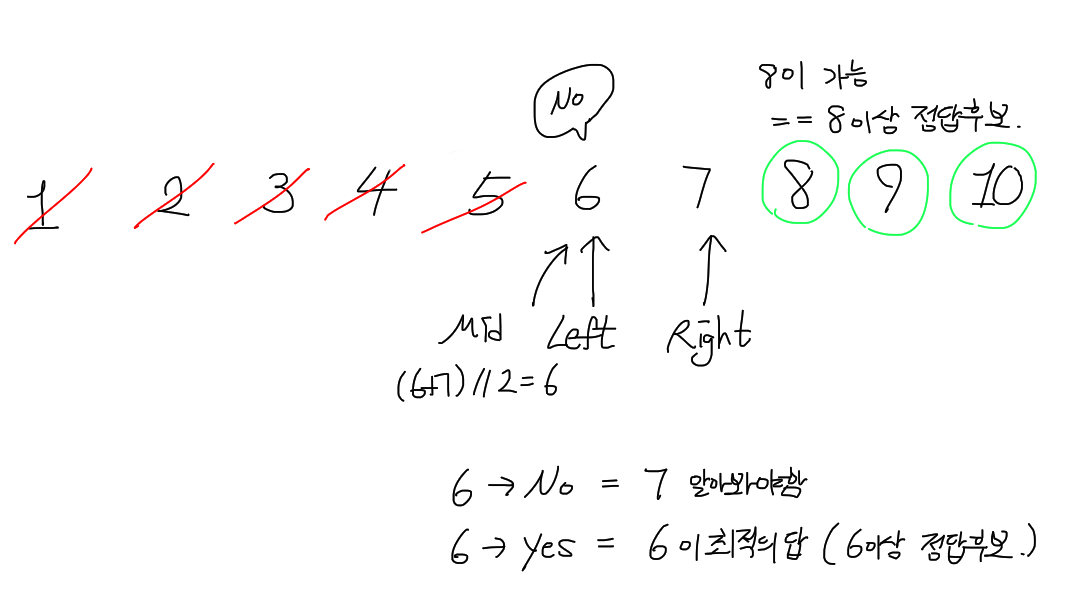 No
8이 가능
== 8이상 정답후보.
1 2 3 4 5 6 7 8 9 10
Mid Left Right
(6+7)//2=6
6 → No = 7 알아봐야함
6 → Yes = 6이 최적의 답 (6이상 정답후보.)